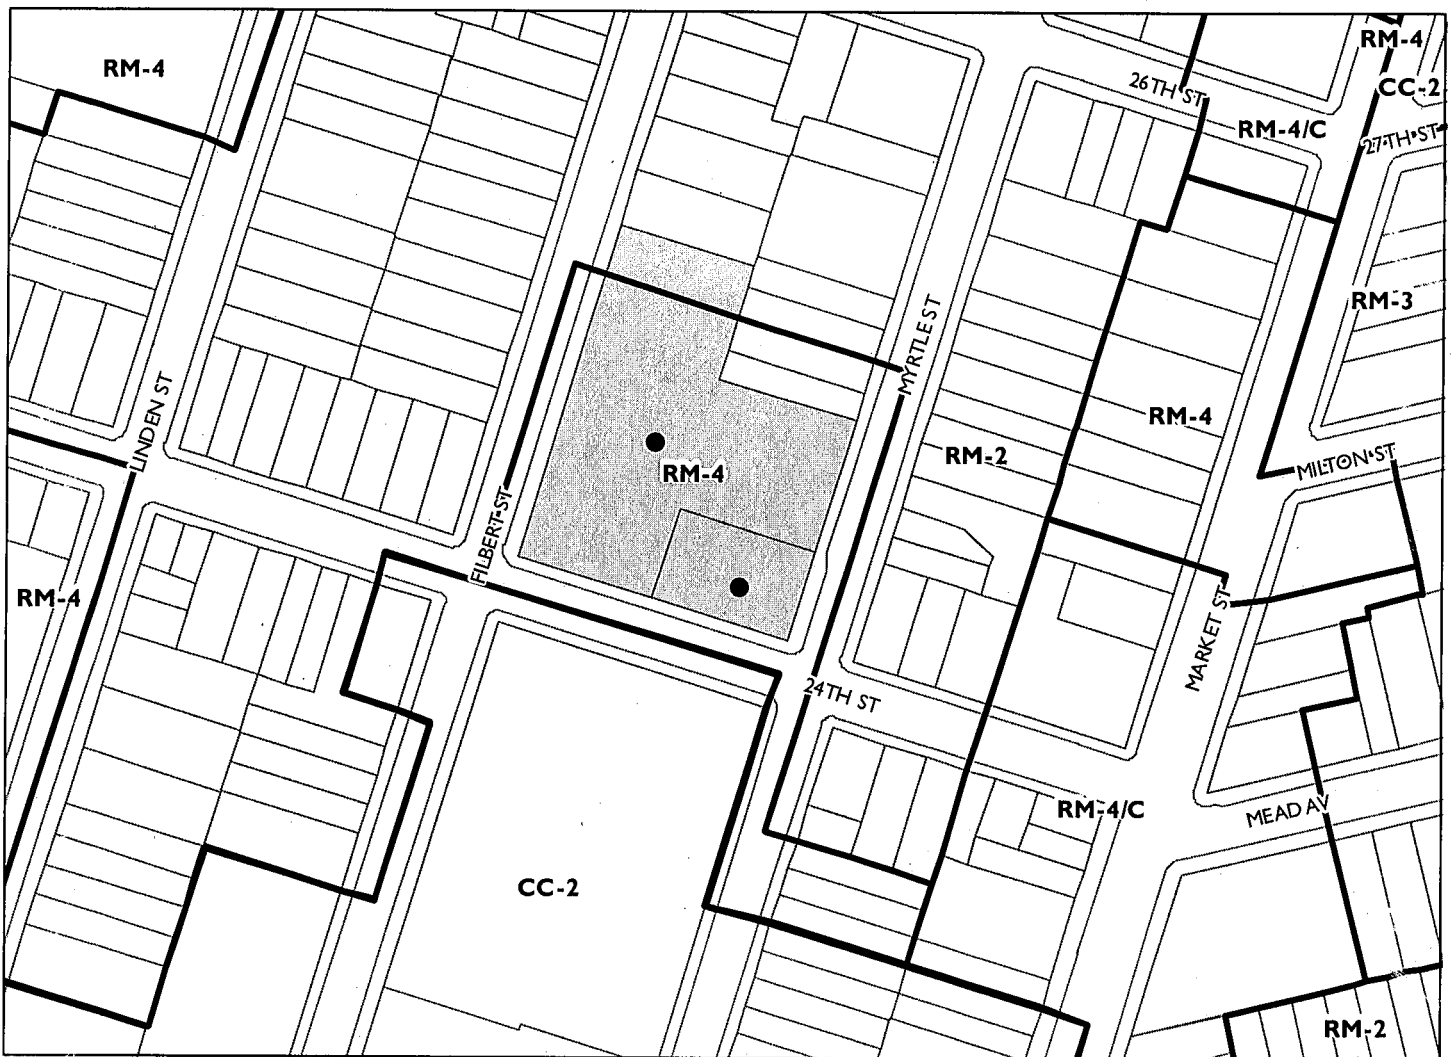 RM-4
RM-4
CC-2
26TH ST
RM-4/C
27TH ST
RM-3
MYRTLE ST
LINDEN ST
RM-4
RM-2
RM-4
MILTON ST
FILBERT ST
RM-4
MARKET ST
24TH ST
RM-4/C
MEAD AV
CC-2
RM-2